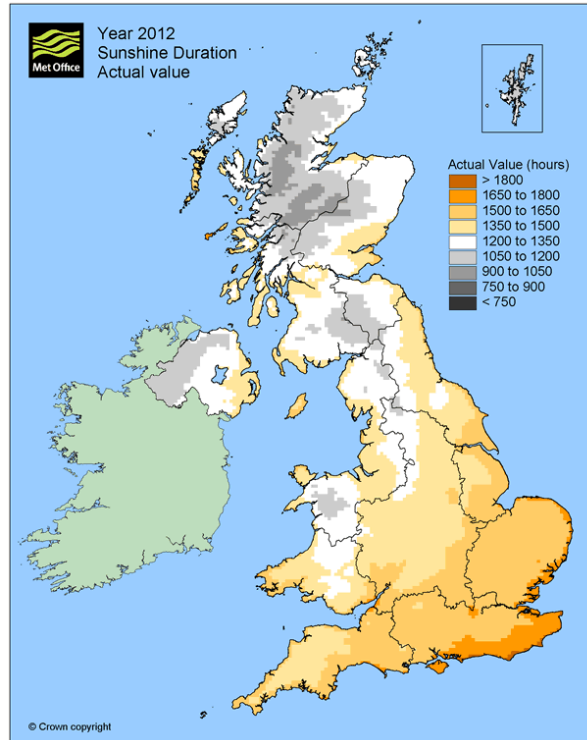 Met Office
Year 2012
Sunshine Duration
Actual value
Actual Value (hours)
> 1800
1650 to 1800
1500 to 1650
1350 to 1500
1200 to 1350
1050 to 1200
900 to 1050
750 to 900
< 750
© Crown copyright